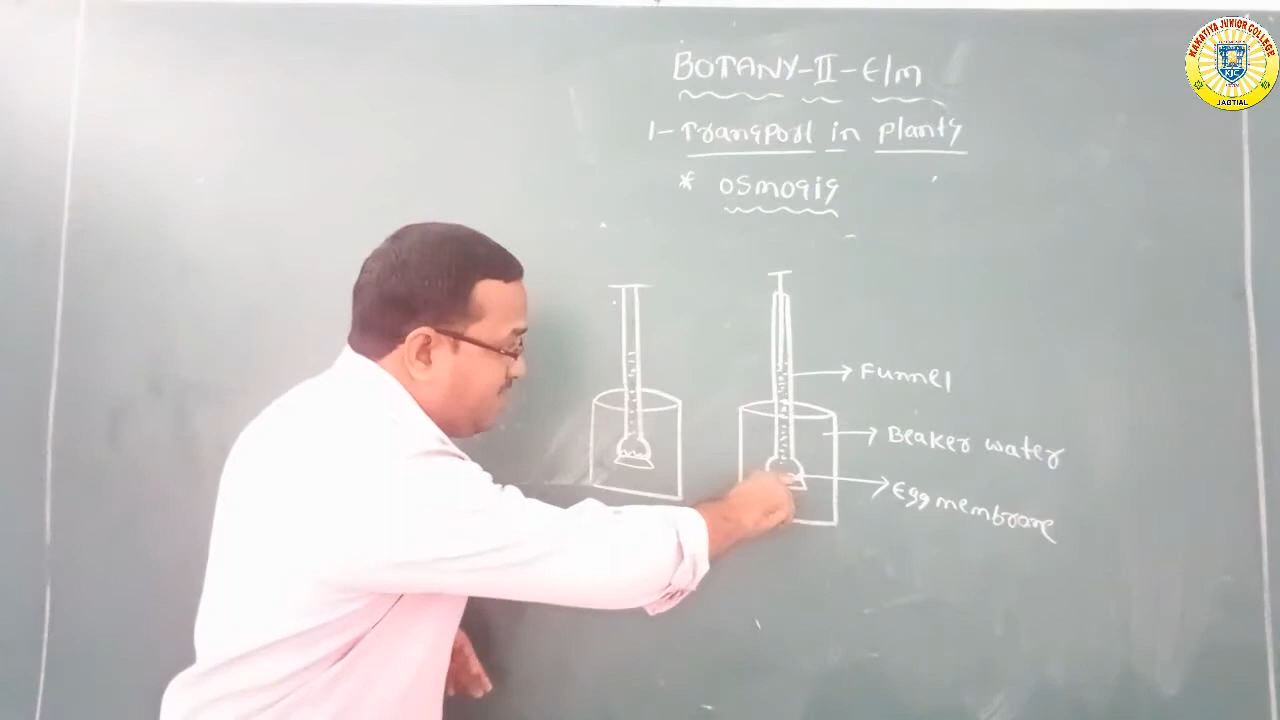 BOTANY-II-E/M
1-Transport in plants
* Osmosis
Funnel
Beaker water
Egg membrane
KAKATIYA JUNIOR COLLEGE
KJC
JAGTIAL